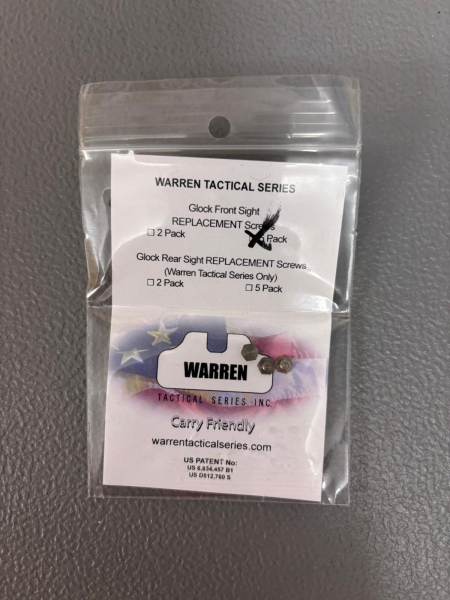 WARREN TACTICAL SERIES
Glock Front Sight
REPLACEMENT Screws
☐ 2 Pack Pack
Glock Rear Sight REPLACEMENT Screws
(Warren Tactical Series Only)
☐ 2 Pack ☐ 5 Pack
WARREN
TACTICAL SERIES INC
Carry Friendly
warrentacticalseries.com
US PATENT No:
US 6,934,457 B1
US D512,760 S